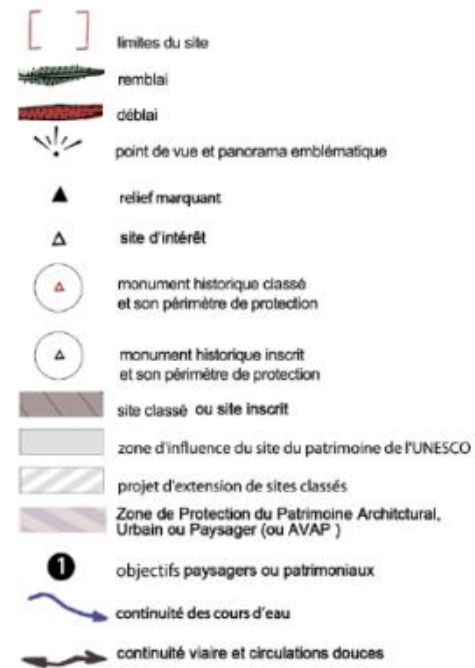 limites du site
remblai
déblai
point de vue et panorama emblématique
relief marquant
site d'intérêt
monument historique classé
et son périmètre de protection
monument historique inscrit
et son périmètre de protection
site classé ou site inscrit
zone d'influence du site du patrimoine de l'UNESCO
projet d'extension de sites classés
Zone de Protection du Patrimoine Architctural,
Urbain ou Paysager (ou AVAP )
1 objectifs paysagers ou patrimoniaux
continuité des cours d'eau
continuité viaire et circulations douces